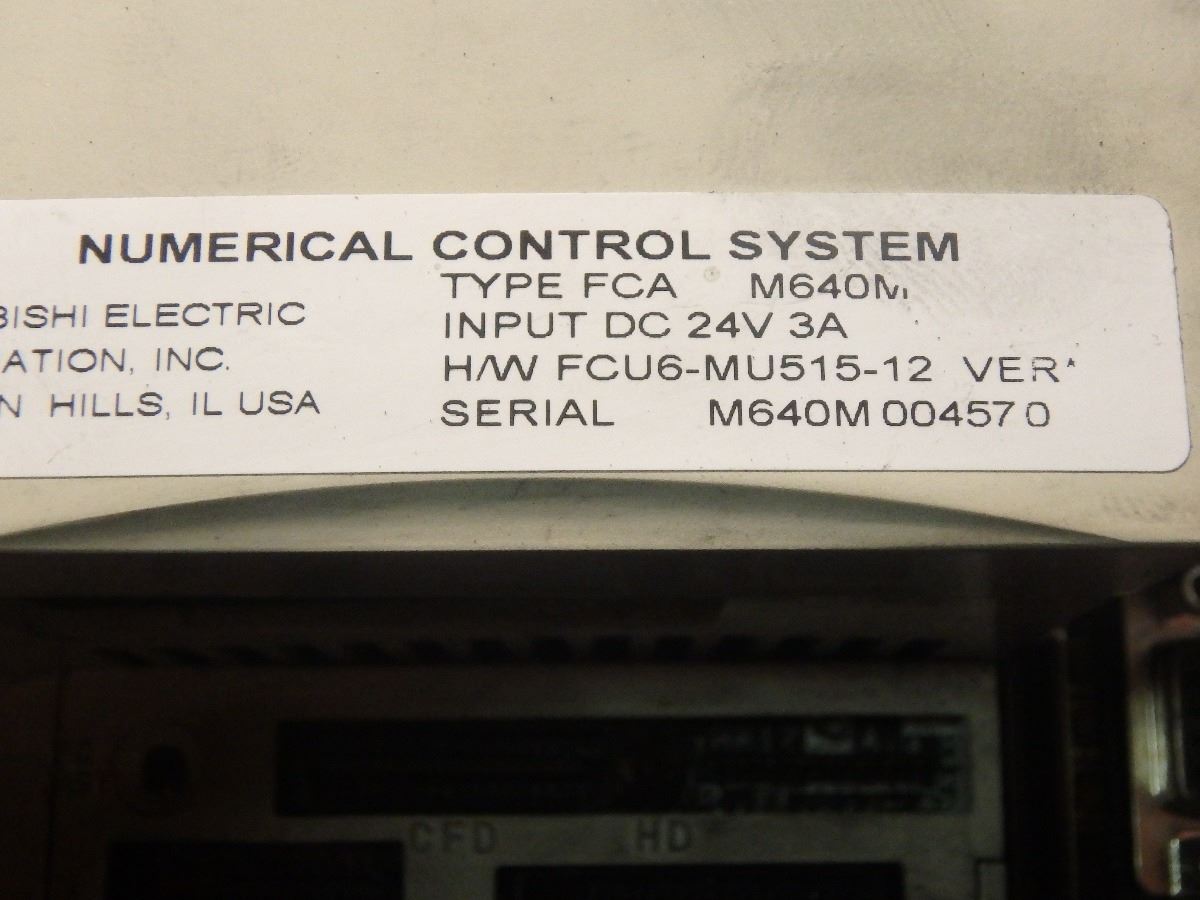 NUMERICAL CONTROL SYSTEM
TYPE FCA M640M
BISHI ELECTRIC
INPUT DC 24V 3A
ATION, INC.
H/W FCU6-MU515-12 VER
N HILLS, IL USA
SERIAL M640M 004570
CFD HD